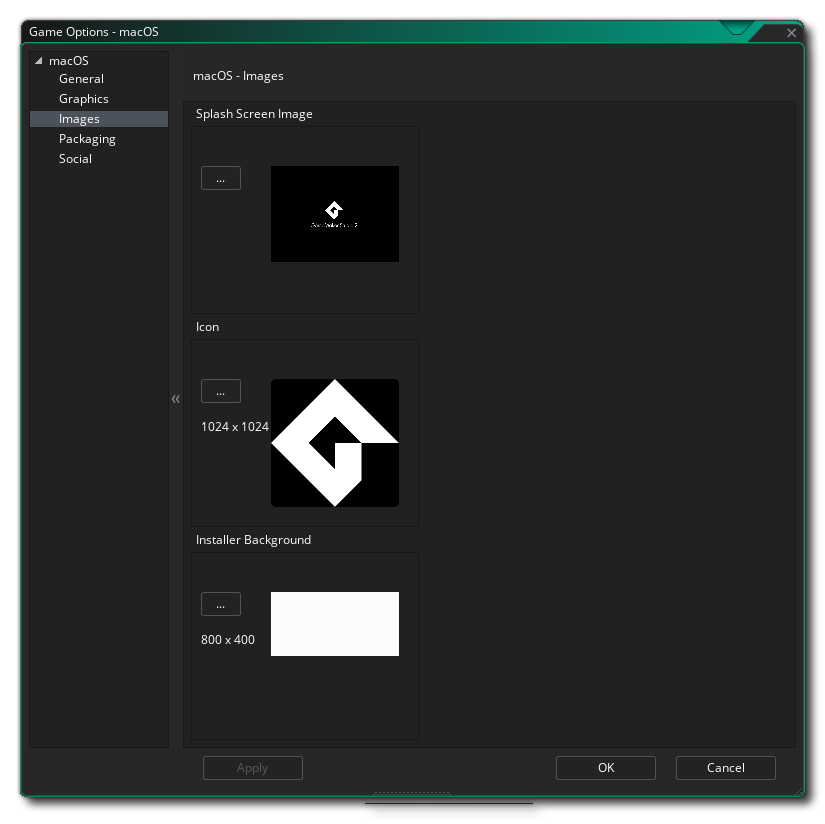 Game Options - macOS
macOS
General
Graphics
Images
Packaging
Social
macOS - Images
Splash Screen Image
...
Icon
...
1024 x 1024
Installer Background
...
800 x 400
Apply
OK
Cancel